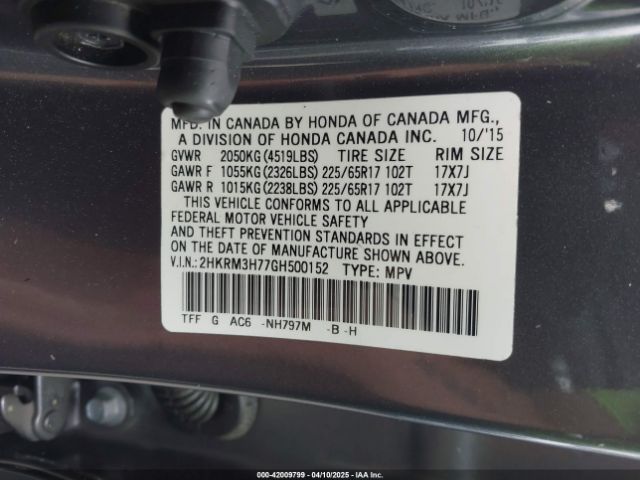 MFD. IN CANADA BY HONDA OF CANADA MFG.,
A DIVISION OF HONDA CANADA INC. 10/'15
GVWR 2050KG(4519LBS) TIRE SIZE RIM SIZE
GAWR F 1055KG(2326LBS) 225/65R17 102T 17X7J
GAWR R 1015KG(2238LBS) 225/65R17 102T 17X7J
THIS VEHICLE CONFORMS TO ALL APPLICABLE
FEDERAL MOTOR VEHICLE SAFETY
AND THEFT PREVENTION STANDARDS IN EFFECT
ON THE DATE OF MANUFACTURE SHOWN ABOVE.
V.I.N.:2HKRM3H77GH500152 TYPE: MPV
TFF G AC6 -NH797M -B -H
000-42009799 - 04/10/2025 - IAA Inc.